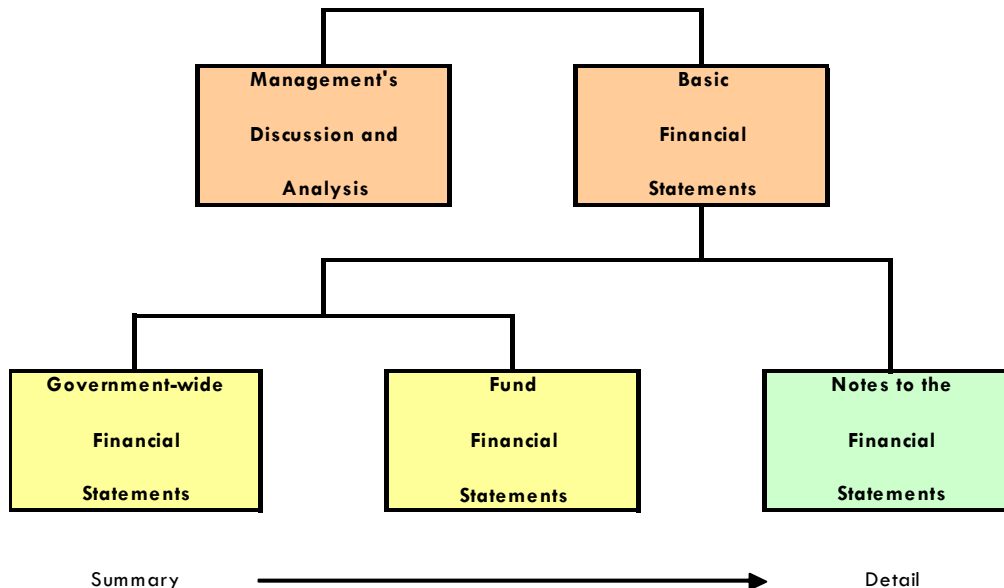 Management's
Discussion and
Analysis
Basic
Financial
Statements
Government-wide
Financial
Statements
Fund
Financial
Statements
Notes to the
Financial
Statements
Summary
Detail